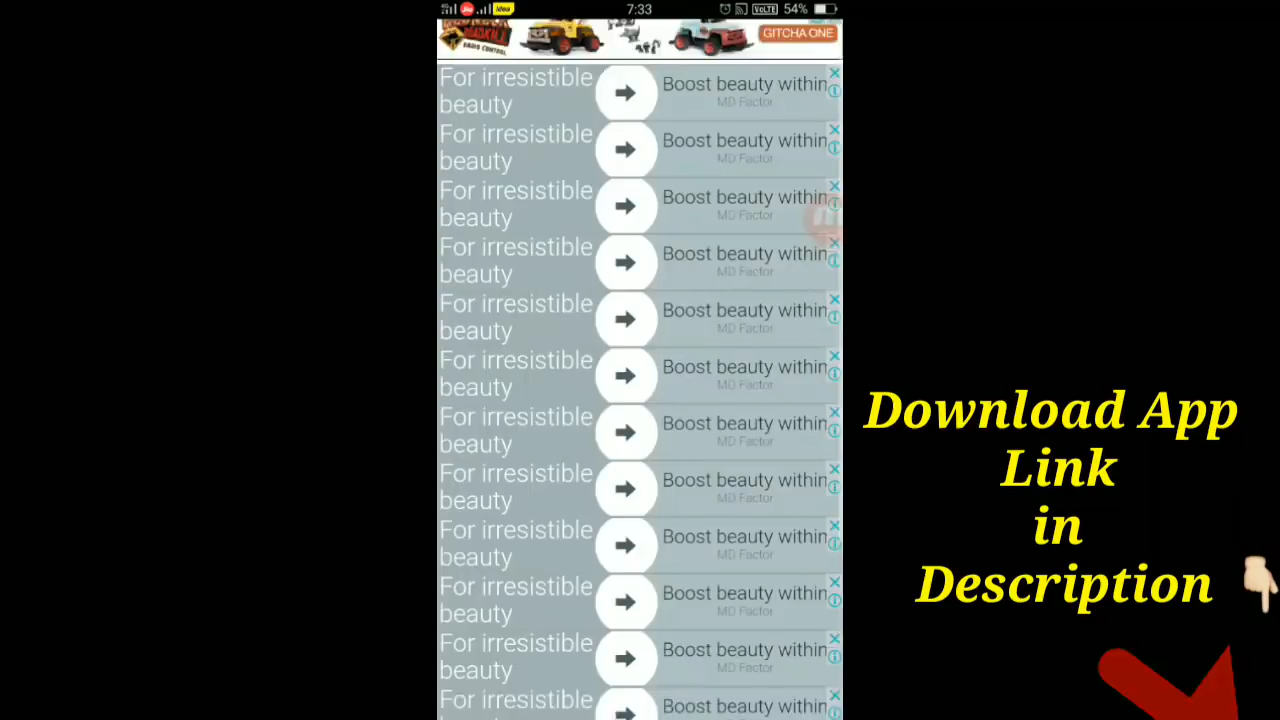 idea
7:33
VoLTE
54%
RADIO CONTROL
GITCHA ONE
For irresistible
beauty
Boost beauty within
MD Factor
For irresistible
beauty
Boost beauty within
MD Factor
For irresistible
beauty
Boost beauty within
MD Factor
For irresistible
beauty
Boost beauty within
MD Factor
For irresistible
beauty
Boost beauty within
MD Factor
For irresistible
beauty
Boost beauty within
MD Factor
For irresistible
beauty
Boost beauty within
MD Factor
For irresistible
beauty
Boost beauty within
MD Factor
For irresistible
beauty
Boost beauty within
MD Factor
For irresistible
beauty
Boost beauty within
MD Factor
For irresistible
beauty
Boost beauty within
MD Factor
For irresistible
Boost beauty within
Download App
Link
in
Description